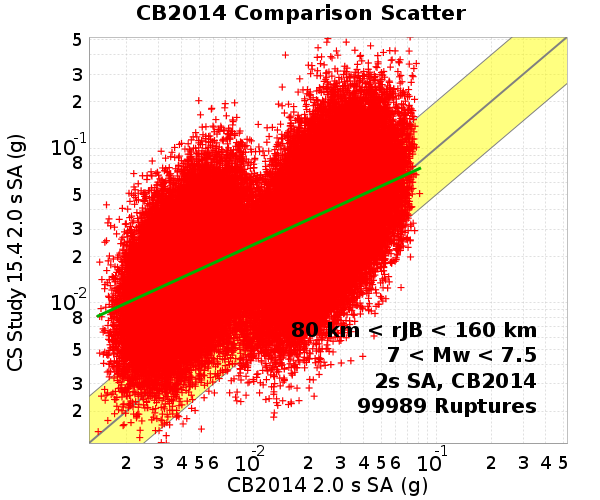 CB2014 Comparison Scatter
CS Study 15.4 2.0 s SA (g)
5
3
2
10-1
8
5
3
2
10-2
8
5
3
2
80 km < rJB < 160 km
7 < Mw < 7.5
2s SA, CB2014
99989 Ruptures
2 3 4 5 6 10-2 2 3 4 5 6 10-1 2 3 4 5
CB2014 2.0 s SA (g)